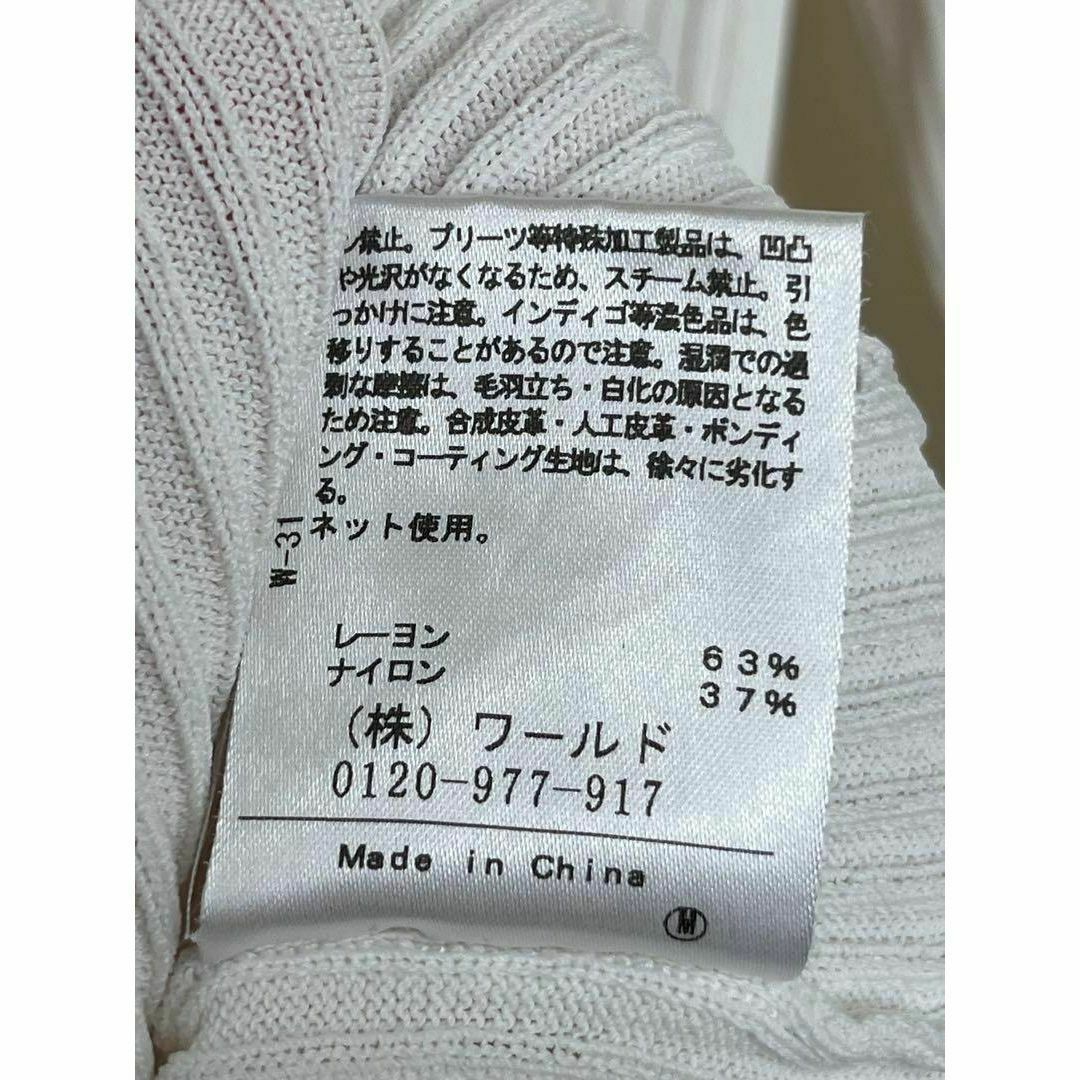 ン禁止。プリーツ等特殊加工製品は、凹凸
や光沢がなくなるため、スチーム禁止。引
っかけに注意。インディゴ等濃色品は、色
移りすることがあるので注意。湿潤での過
剰な摩擦は、毛羽立ち・白化の原因となる
ため注意。合成皮革・人工皮革・ボンディ
ング・コーティング生地は、徐々に劣化す
る。
ネット使用。
W-31
レーヨン 63%
ナイロン 37%
(株) ワールド
0120-977-917
Made in China
M